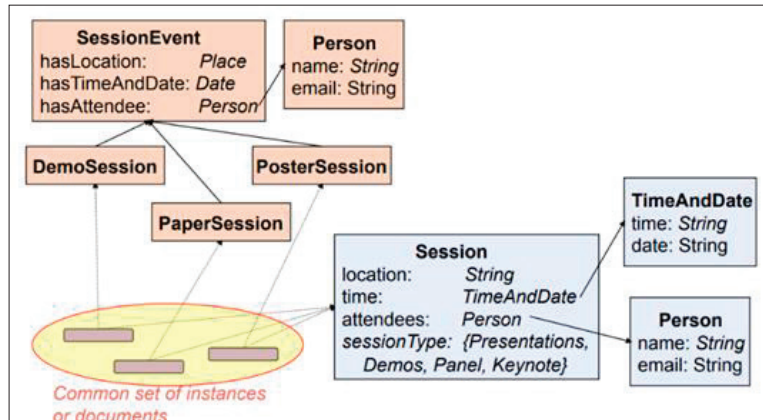 SessionEvent
hasLocation: Place
hasTimeAndDate: Date
hasAttendee: Person
Person
name: String
email: String
DemoSession
PosterSession
PaperSession
TimeAndDate
time: String
date: String
Session
location: String
time: TimeAndDate
attendees: Person
sessionType: {Presentations,
Demos, Panel, Keynote}
Person
name: String
email: String
Common set of instances
or documents